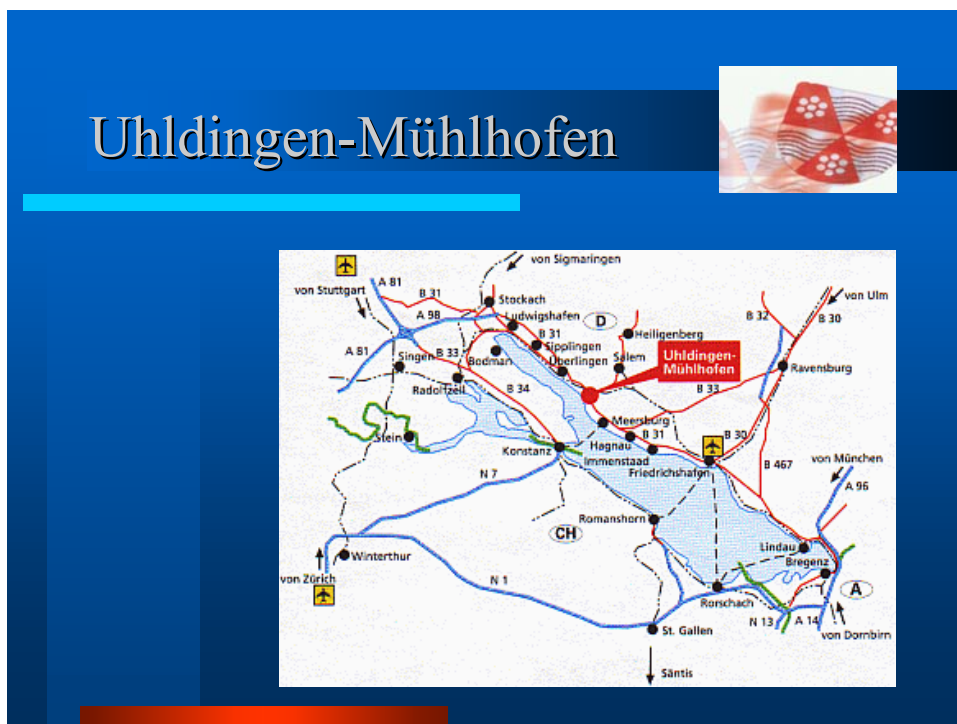 Uhldingen-Mühlhofen
von Sigmaringen
A 81
von Stuttgart
B 31
Stockach
von Ulm
A 98
Ludwigshafen
D
B 32
B 30
B 31
Heiligenberg
A 81
Singen
B 33
Bodman
Sipplingen
Überlingen
Salem
Uhldingen-
Mühlhofen
Ravensburg
Radolfzell
B 34
B 33
Meersburg
Stein
B 31
B 30
Konstanz
Hagnau
Immenstaad
Friedrichshafen
B 467
von München
N 7
A 96
Romanshorn
CH
Winterthur
Lindau
Bregenz
von Zürich
N 1
A
Rorschach
St. Gallen
N 13
A 14
von Dornbirn
Säntis